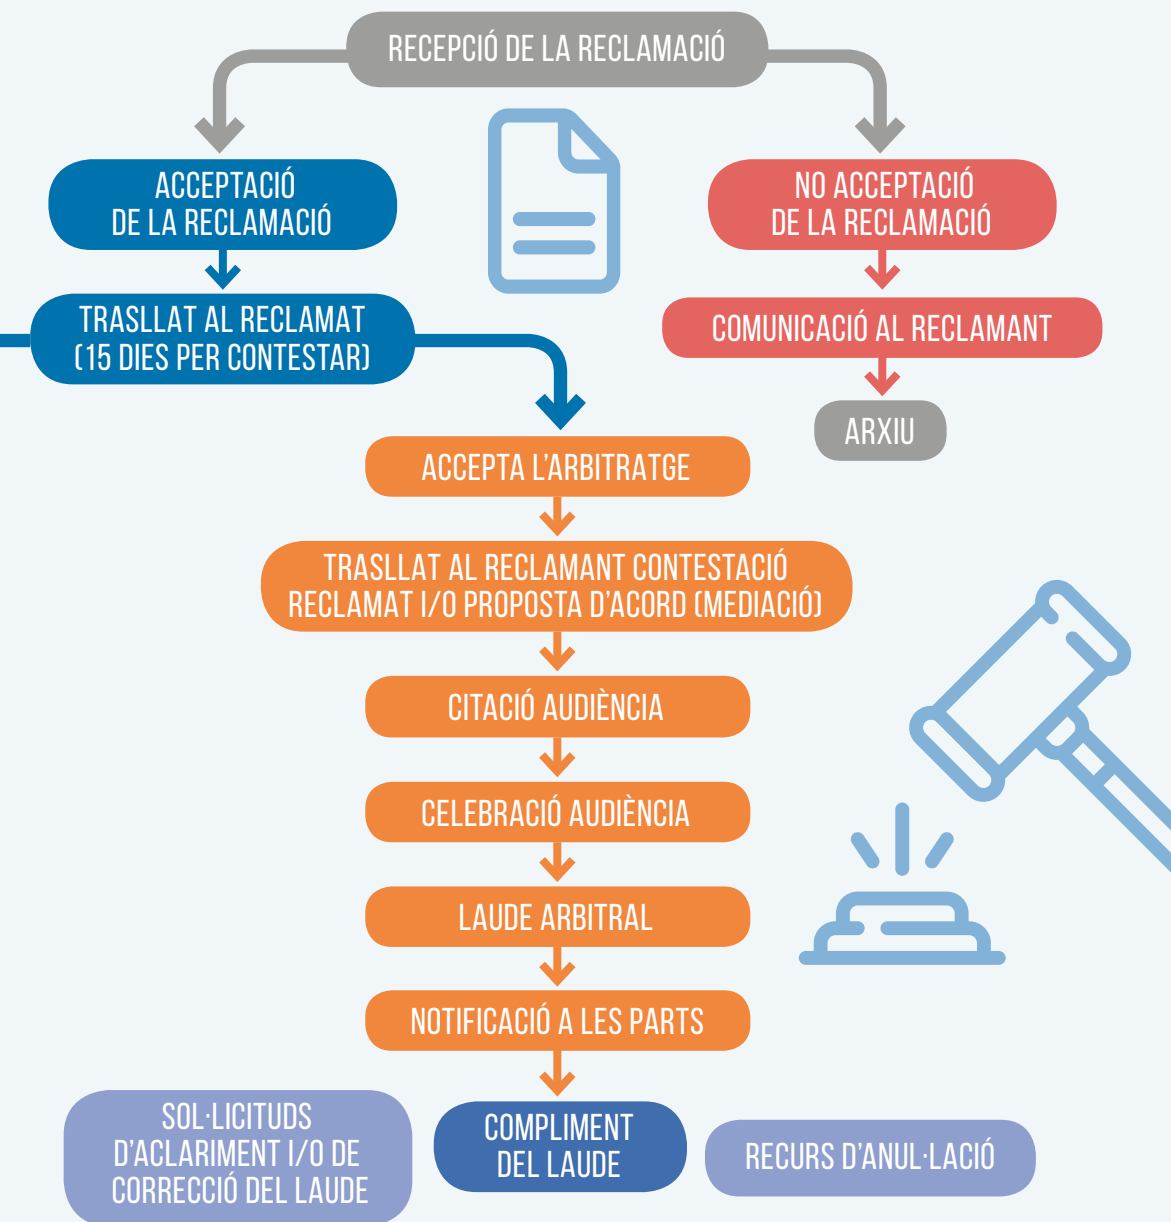 RECEPCIÓ DE LA RECLAMACIÓ
ACCEPTACIÓ
DE LA RECLAMACIÓ
NO ACCEPTACIÓ
DE LA RECLAMACIÓ
TRASLLAT AL RECLAMAT
(15 DIES PER CONTESTAR)
COMUNICACIÓ AL RECLAMANT
ARXIU
ACCEPTA L'ARBITRATGE
TRASLLAT AL RECLAMANT CONTESTACIÓ
RECLAMAT I/O PROPOSTA D'ACORD (MEDIACIÓ)
CITACIÓ AUDIÈNCIA
CELEBRACIÓ AUDIÈNCIA
LAUDE ARBITRAL
NOTIFICACIÓ A LES PARTS
SOL·LICITUDS
D'ACLARIMENT I/O DE
CORRECCIÓ DEL LAUDE
COMPLIMENT
DEL LAUDE
RECURS D'ANUL·LACIÓ